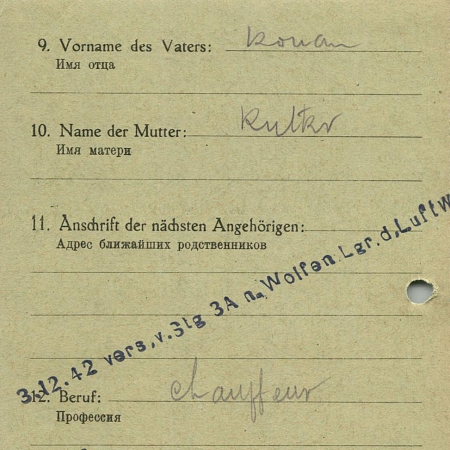 9. Vorname des Vaters: Roman
Имя отца
10. Name der Mutter:
Имя матери
11. Anschrift der nächsten Angehörigen:
Адрес ближайших родственников
3.12.42 vers. v. Stg 3A n. Wolfen Lgr. d. Luftw
12. Beruf: Chauffeur
Профессия